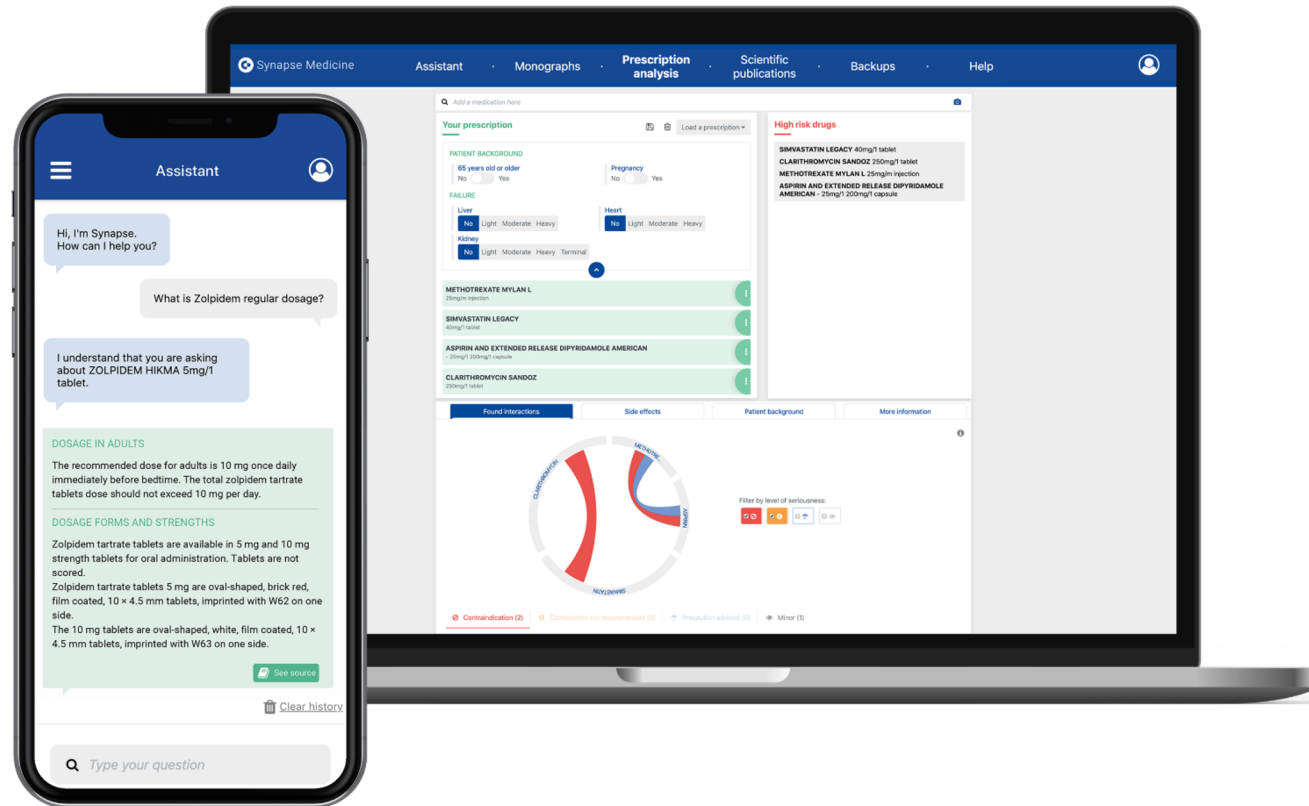 Synapse Medicine
Assistant · Monographs · Prescription analysis · Scientific publications · Backups · Help
Add a medication here
Your prescription
Load a prescription
PATIENT BACKGROUND
65 years old or older
No Yes
Pregnancy
No Yes
FAILURE
Liver
No Light Moderate Heavy
Heart
No Light Moderate Heavy
Kidney
No Light Moderate Heavy Terminal
METHOTREXATE MYLAN L
25mg/m injection
SIMVASTATIN LEGACY
40mg/1 tablet
ASPIRIN AND EXTENDED RELEASE DIPYRIDAMOLE AMERICAN
- 25mg/1 200mg/1 capsule
CLARITHROMYCIN SANDOZ
250mg/1 tablet
High risk drugs
SIMVASTATIN LEGACY 40mg/1 tablet
CLARITHROMYCIN SANDOZ 250mg/1 tablet
METHOTREXATE MYLAN L 25mg/m injection
ASPIRIN AND EXTENDED RELEASE DIPYRIDAMOLE
AMERICAN - 25mg/1 200mg/1 capsule
Found interactions
Side effects
Patient background
More information
METHOTRE...
CLARITHROMYCIN
ASPIRIN
SIMVASTATIN
Filter by level of seriousness:
Contraindication (2)
Combination not recommended (0)
Precaution advised (0)
Minor (1)
Assistant
Hi, I'm Synapse.
How can I help you?
What is Zolpidem regular dosage?
I understand that you are asking
about ZOLPIDEM HIKMA 5mg/1
tablet.
DOSAGE IN ADULTS
The recommended dose for adults is 10 mg once daily
immediately before bedtime. The total zolpidem tartrate
tablets dose should not exceed 10 mg per day.
DOSAGE FORMS AND STRENGTHS
Zolpidem tartrate tablets are available in 5 mg and 10 mg
strength tablets for oral administration. Tablets are not
scored.
Zolpidem tartrate tablets 5 mg are oval-shaped, brick red,
film coated, 10 × 4.5 mm tablets, imprinted with W62 on one
side.
The 10 mg tablets are oval-shaped, white, film coated, 10 ×
4.5 mm tablets, imprinted with W63 on one side.
See source
Clear history
Type your question